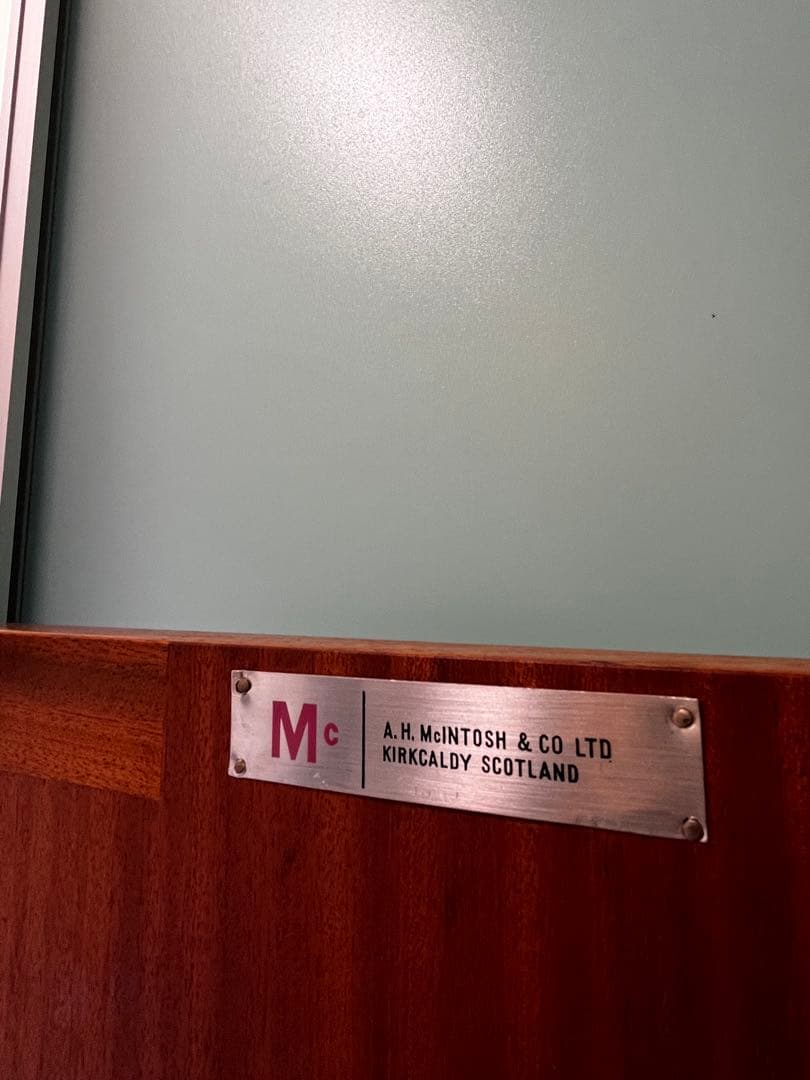 Mc
A. H. McINTOSH & CO LTD
KIRKCALDY SCOTLAND